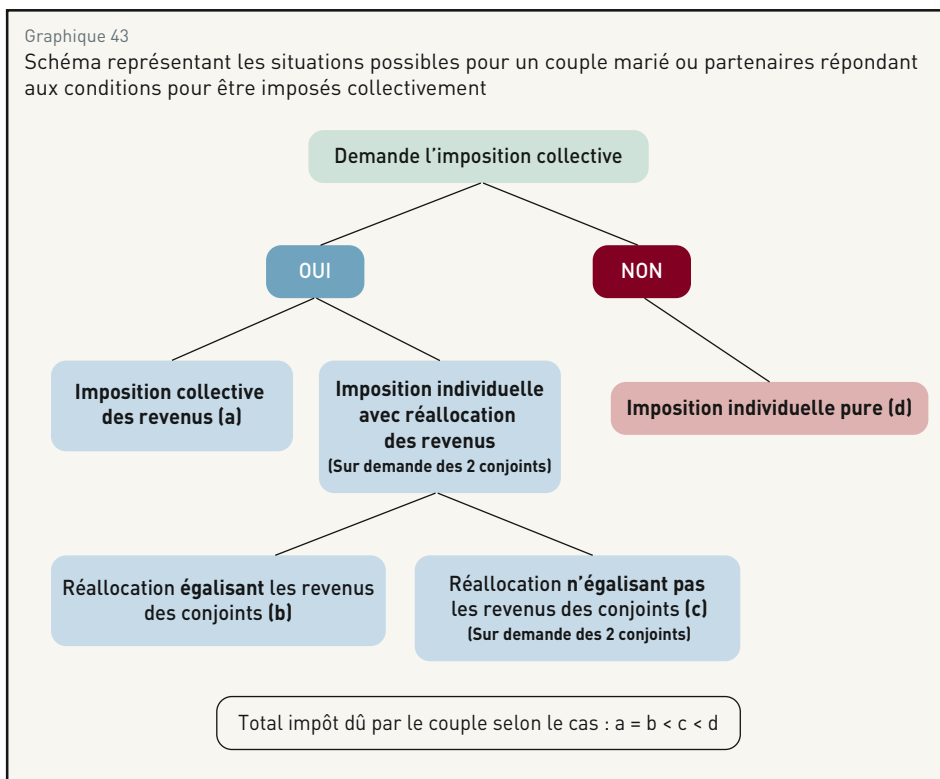 Graphique 43
Schéma représentant les situations possibles pour un couple marié ou partenaires répondant
aux conditions pour être imposés collectivement
Demande l'imposition collective
OUI
NON
Imposition collective
des revenus (a)
Imposition individuelle
avec réallocation
des revenus
(Sur demande des 2 conjoints)
Imposition individuelle pure (d)
Réallocation égalisant les revenus
des conjoints (b)
Réallocation n'égalisant pas
les revenus des conjoints (c)
(Sur demande des 2 conjoints)
Total impôt dû par le couple selon le cas : a = b < c < d